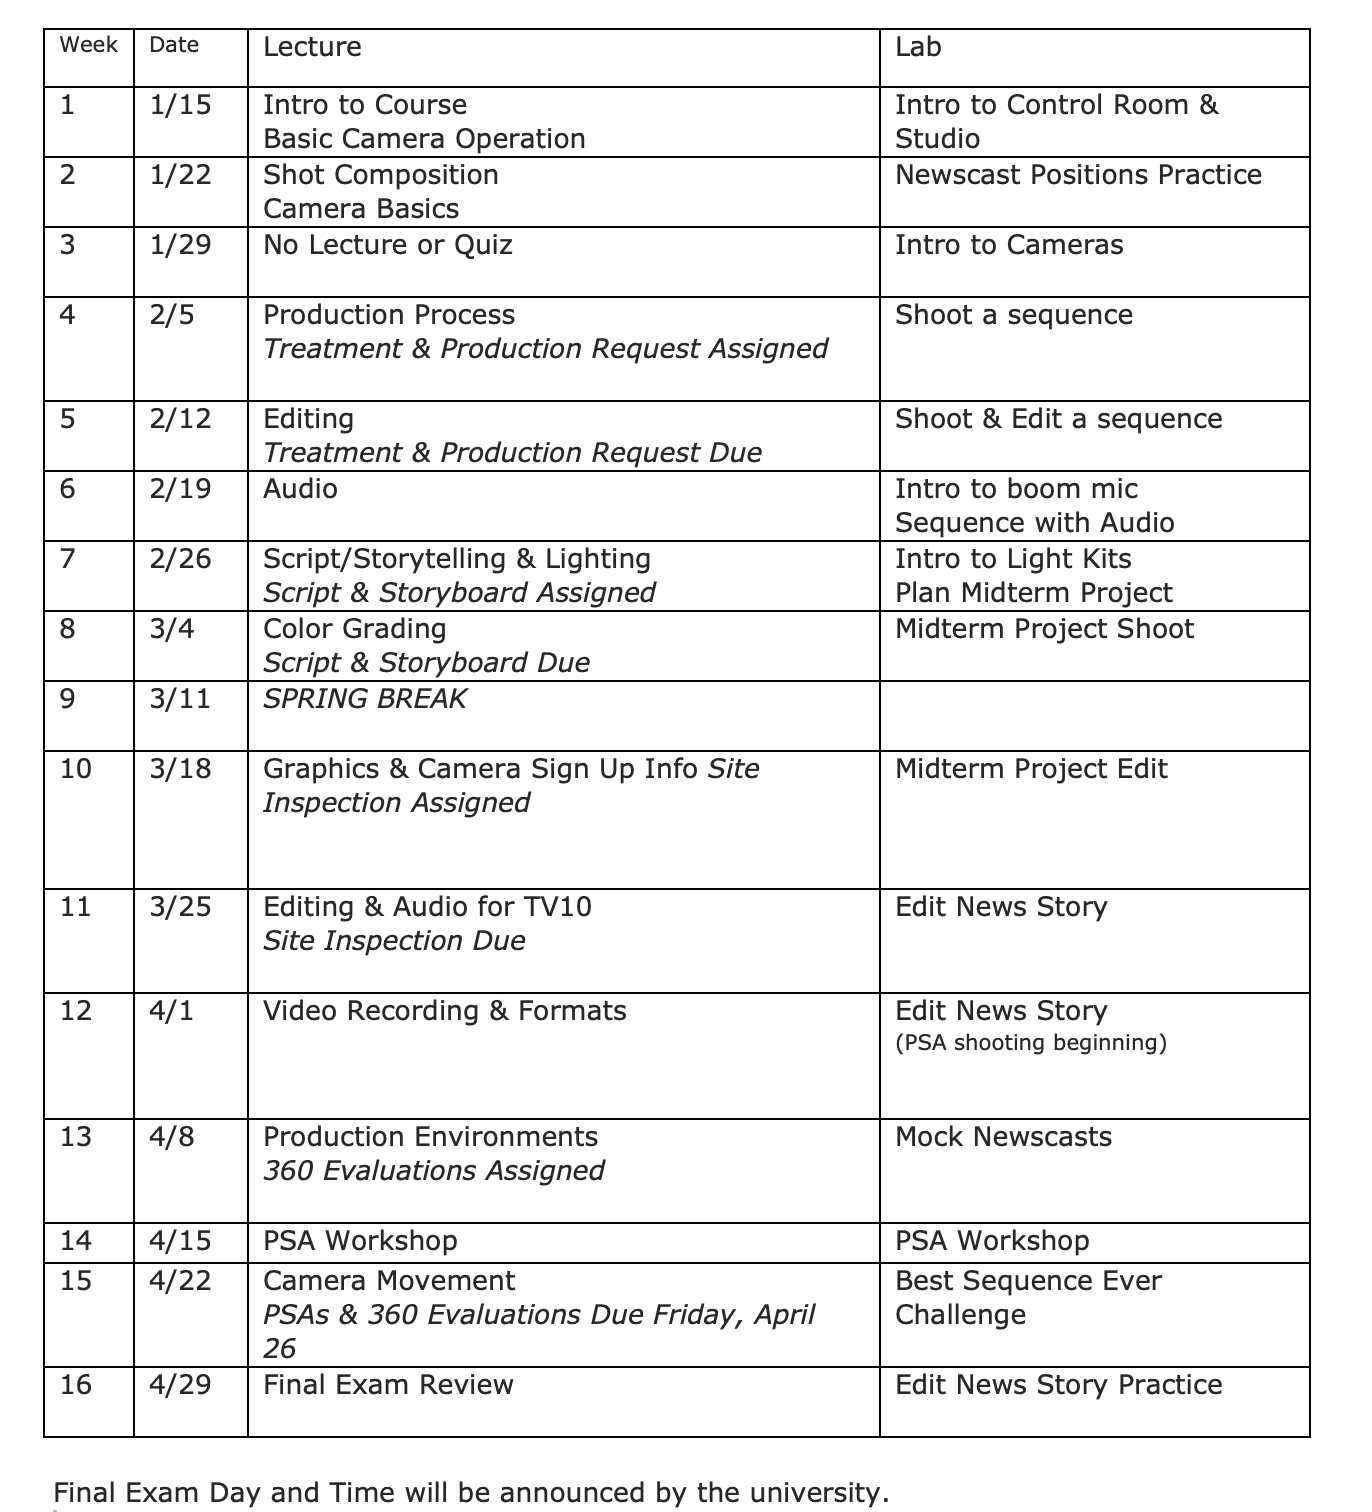 Week Date Lecture Lab
1 1/15 Intro to Course Intro to Control Room &
Basic Camera Operation Studio
2 1/22 Shot Composition Newscast Positions Practice
Camera Basics
3 1/29 No Lecture or Quiz Intro to Cameras
4 2/5 Production Process Shoot a sequence
Treatment & Production Request Assigned
5 2/12 Editing Shoot & Edit a sequence
Treatment & Production Request Due
6 2/19 Audio Intro to boom mic
Sequence with Audio
7 2/26 Script/Storytelling & Lighting Intro to Light Kits
Script & Storyboard Assigned Plan Midterm Project
8 3/4 Color Grading Midterm Project Shoot
Script & Storyboard Due
9 3/11 SPRING BREAK
10 3/18 Graphics & Camera Sign Up Info Site Midterm Project Edit
Inspection Assigned
11 3/25 Editing & Audio for TV10 Edit News Story
Site Inspection Due
12 4/1 Video Recording & Formats Edit News Story
(PSA shooting beginning)
13 4/8 Production Environments Mock Newscasts
360 Evaluations Assigned
14 4/15 PSA Workshop PSA Workshop
15 4/22 Camera Movement Best Sequence Ever
PSAs & 360 Evaluations Due Friday, April Challenge
26
16 4/29 Final Exam Review Edit News Story Practice
Final Exam Day and Time will be announced by the university.